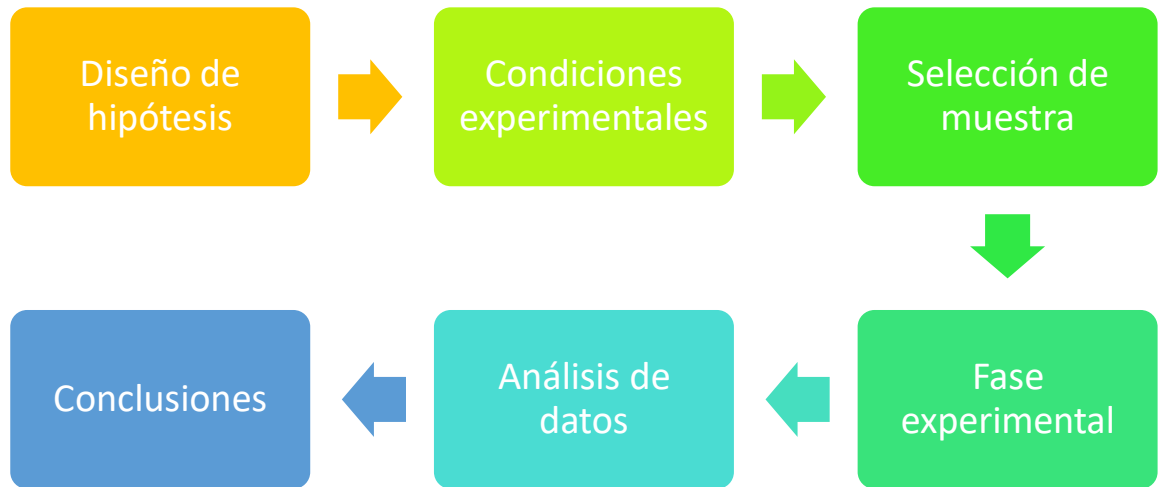 Diseño de
hipótesis
Condiciones
experimentales
Selección de
muestra
Fase
experimental
Análisis de
datos
Conclusiones